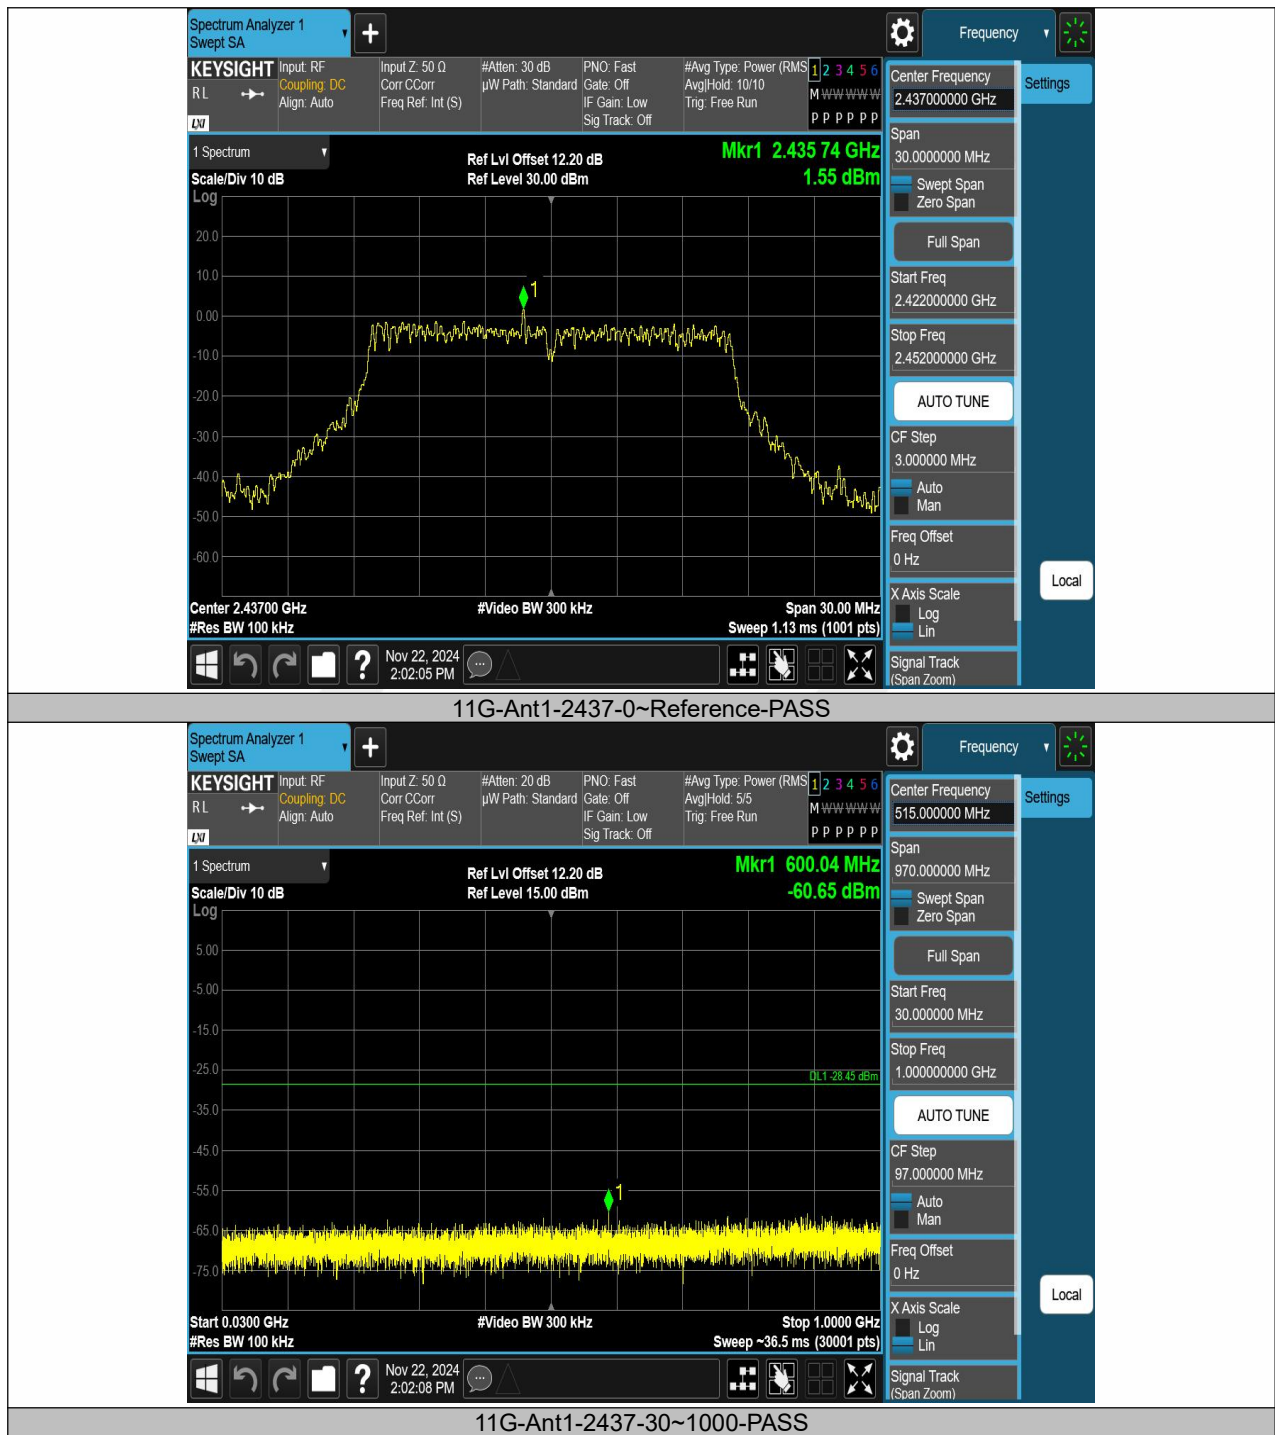 Spectrum Analyzer 1
Swept SA
+
Frequency
KEYSIGHT
RL
LXI
Input: RF
Coupling: DC
Align: Auto
Input Z: 50 Ω
Corr CCorr
Freq Ref: Int (S)
#Atten: 30 dB
µW Path: Standard
PNO: Fast
Gate: Off
IF Gain: Low
Sig Track: Off
#Avg Type: Power (RMS
Avg|Hold: 10/10
Trig: Free Run
1 2 3 4 5 6
M W W W W W
P P P P P P
1 Spectrum
Scale/Div 10 dB
Log
Ref Lvl Offset 12.20 dB
Ref Level 30.00 dBm
Mkr1 2.435 74 GHz
1.55 dBm
20.0
10.0
0.00
-10.0
-20.0
-30.0
-40.0
-50.0
-60.0
1
Center 2.43700 GHz
#Res BW 100 kHz
#Video BW 300 kHz
Span 30.00 MHz
Sweep 1.13 ms (1001 pts)
?
Nov 22, 2024
2:02:05 PM
Center Frequency
2.437000000 GHz
Span
30.0000000 MHz
Swept Span
Zero Span
Full Span
Start Freq
2.422000000 GHz
Stop Freq
2.452000000 GHz
AUTO TUNE
CF Step
3.000000 MHz
Auto
Man
Freq Offset
0 Hz
X Axis Scale
Log
Lin
Signal Track
(Span Zoom)
Settings
Local
11G-Ant1-2437-0~Reference-PASS
Spectrum Analyzer 1
Swept SA
+
Frequency
KEYSIGHT
RL
LXI
Input: RF
Coupling: DC
Align: Auto
Input Z: 50 Ω
Corr CCorr
Freq Ref: Int (S)
#Atten: 20 dB
µW Path: Standard
PNO: Fast
Gate: Off
IF Gain: Low
Sig Track: Off
#Avg Type: Power (RMS
Avg|Hold: 5/5
Trig: Free Run
1 2 3 4 5 6
M W W W W W
P P P P P P
1 Spectrum
Scale/Div 10 dB
Log
Ref Lvl Offset 12.20 dB
Ref Level 15.00 dBm
Mkr1 600.04 MHz
-60.65 dBm
5.00
-5.00
-15.0
-25.0
-35.0
-45.0
-55.0
-65.0
-75.0
DL1 -28.45 dBm
1
Start 0.0300 GHz
#Res BW 100 kHz
#Video BW 300 kHz
Stop 1.0000 GHz
Sweep ~36.5 ms (30001 pts)
?
Nov 22, 2024
2:02:08 PM
Center Frequency
515.000000 MHz
Span
970.000000 MHz
Swept Span
Zero Span
Full Span
Start Freq
30.000000 MHz
Stop Freq
1.000000000 GHz
AUTO TUNE
CF Step
97.000000 MHz
Auto
Man
Freq Offset
0 Hz
X Axis Scale
Log
Lin
Signal Track
(Span Zoom)
Settings
Local
11G-Ant1-2437-30~1000-PASS